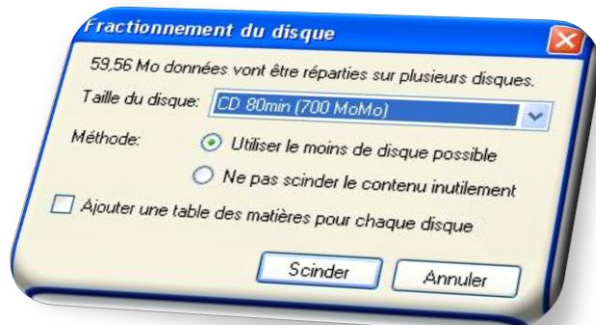 Fractionnement du disque
59,56 Mo données vont être réparties sur plusieurs disques.
Taille du disque: CD 80min (700 MoMo)
Méthode: Utiliser le moins de disque possible
Ne pas scinder le contenu inutilement
Ajouter une table des matières pour chaque disque
Scinder Annuler